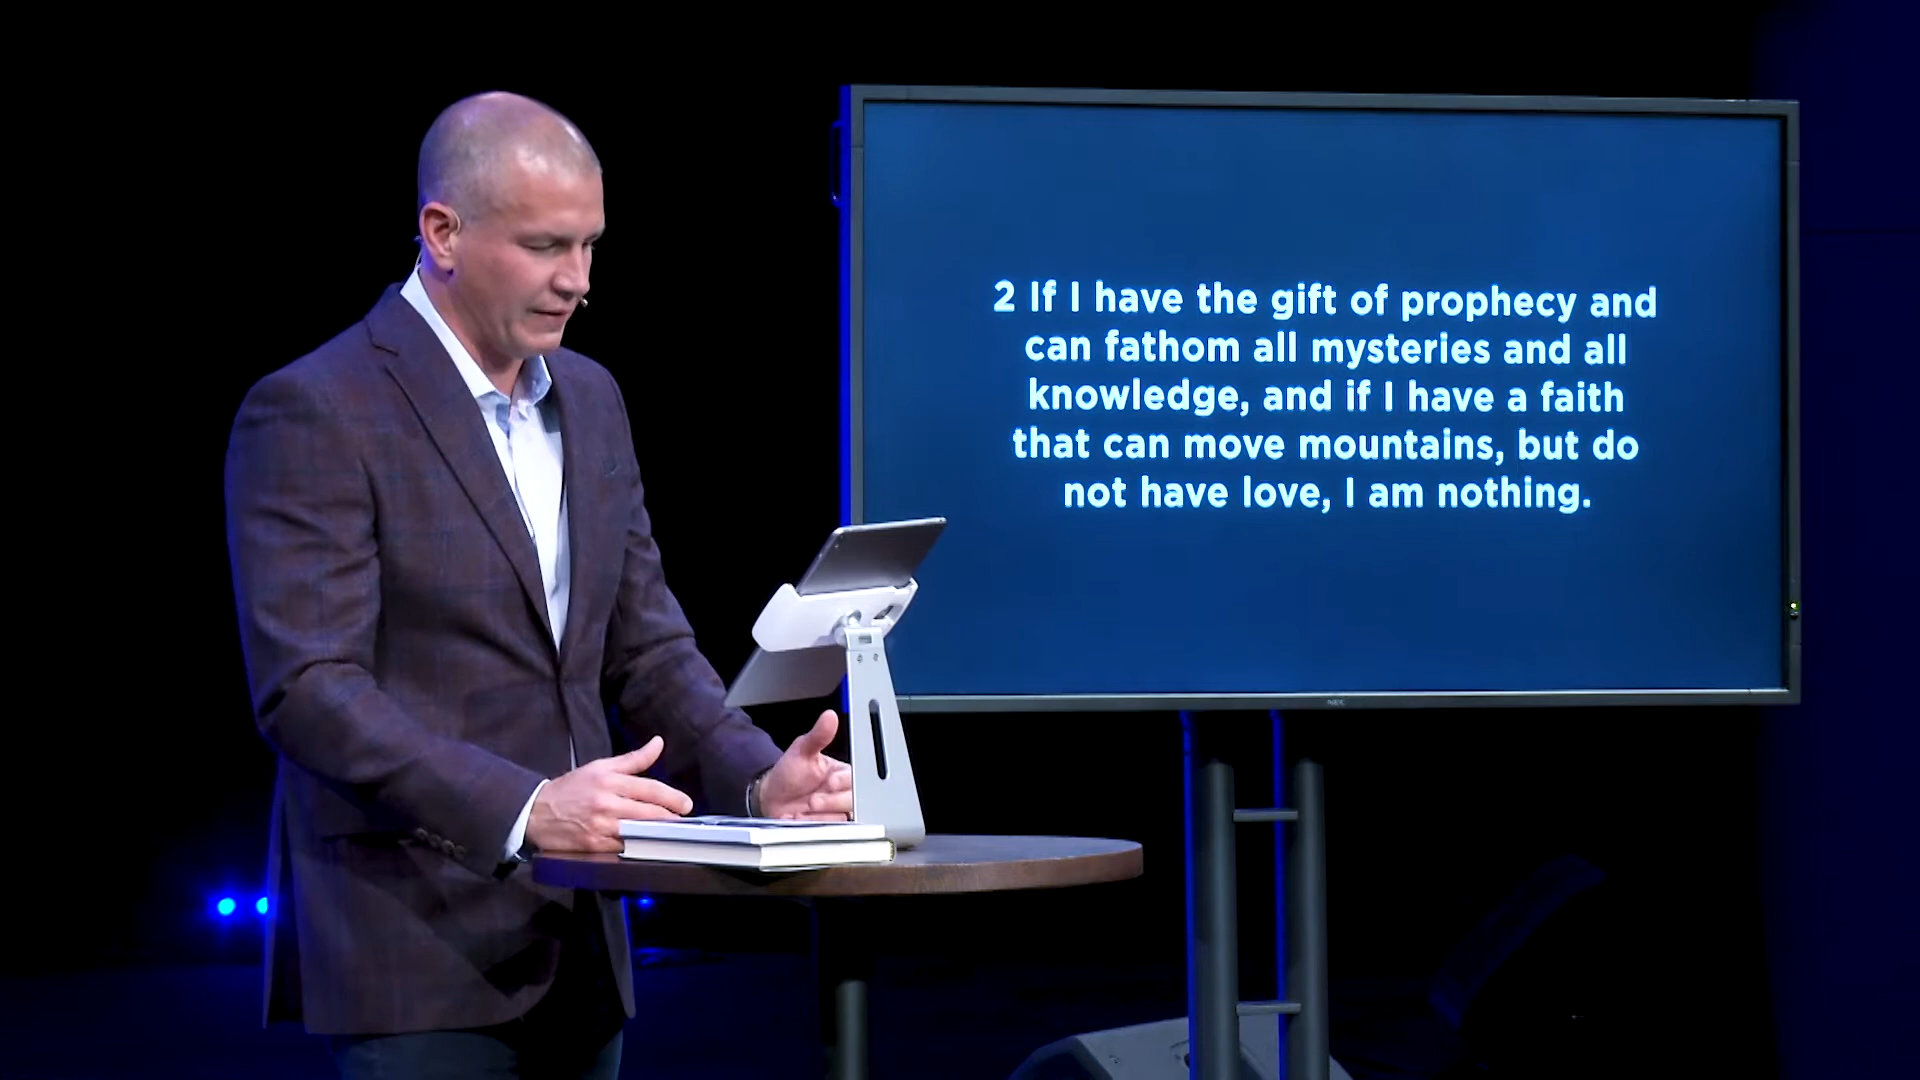 2 If I have the gift of prophecy and
can fathom all mysteries and all
knowledge, and if I have a faith
that can move mountains, but do
not have love, I am nothing.
NEC